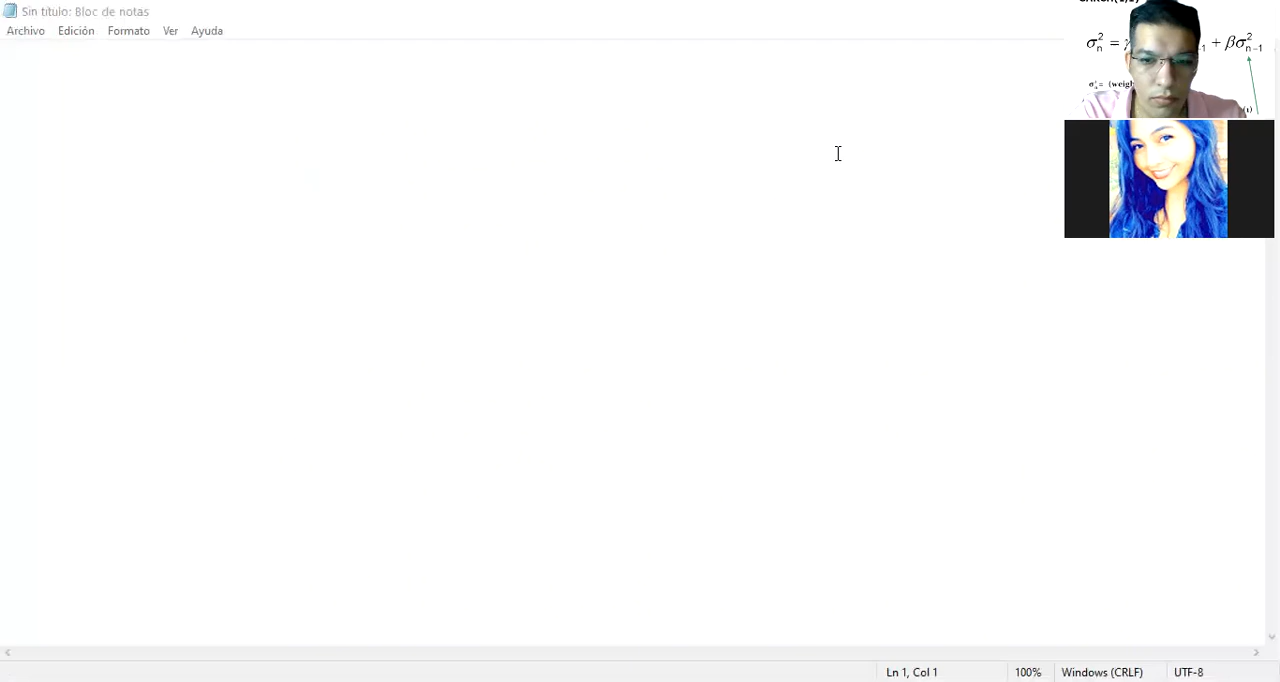 Sin título: Bloc de notas
Archivo Edición Formato Ver Ayuda
σ²ₙ = γ
+ βσ²ₙ₋₁
Ln 1, Col 1 100% Windows (CRLF) UTF-8